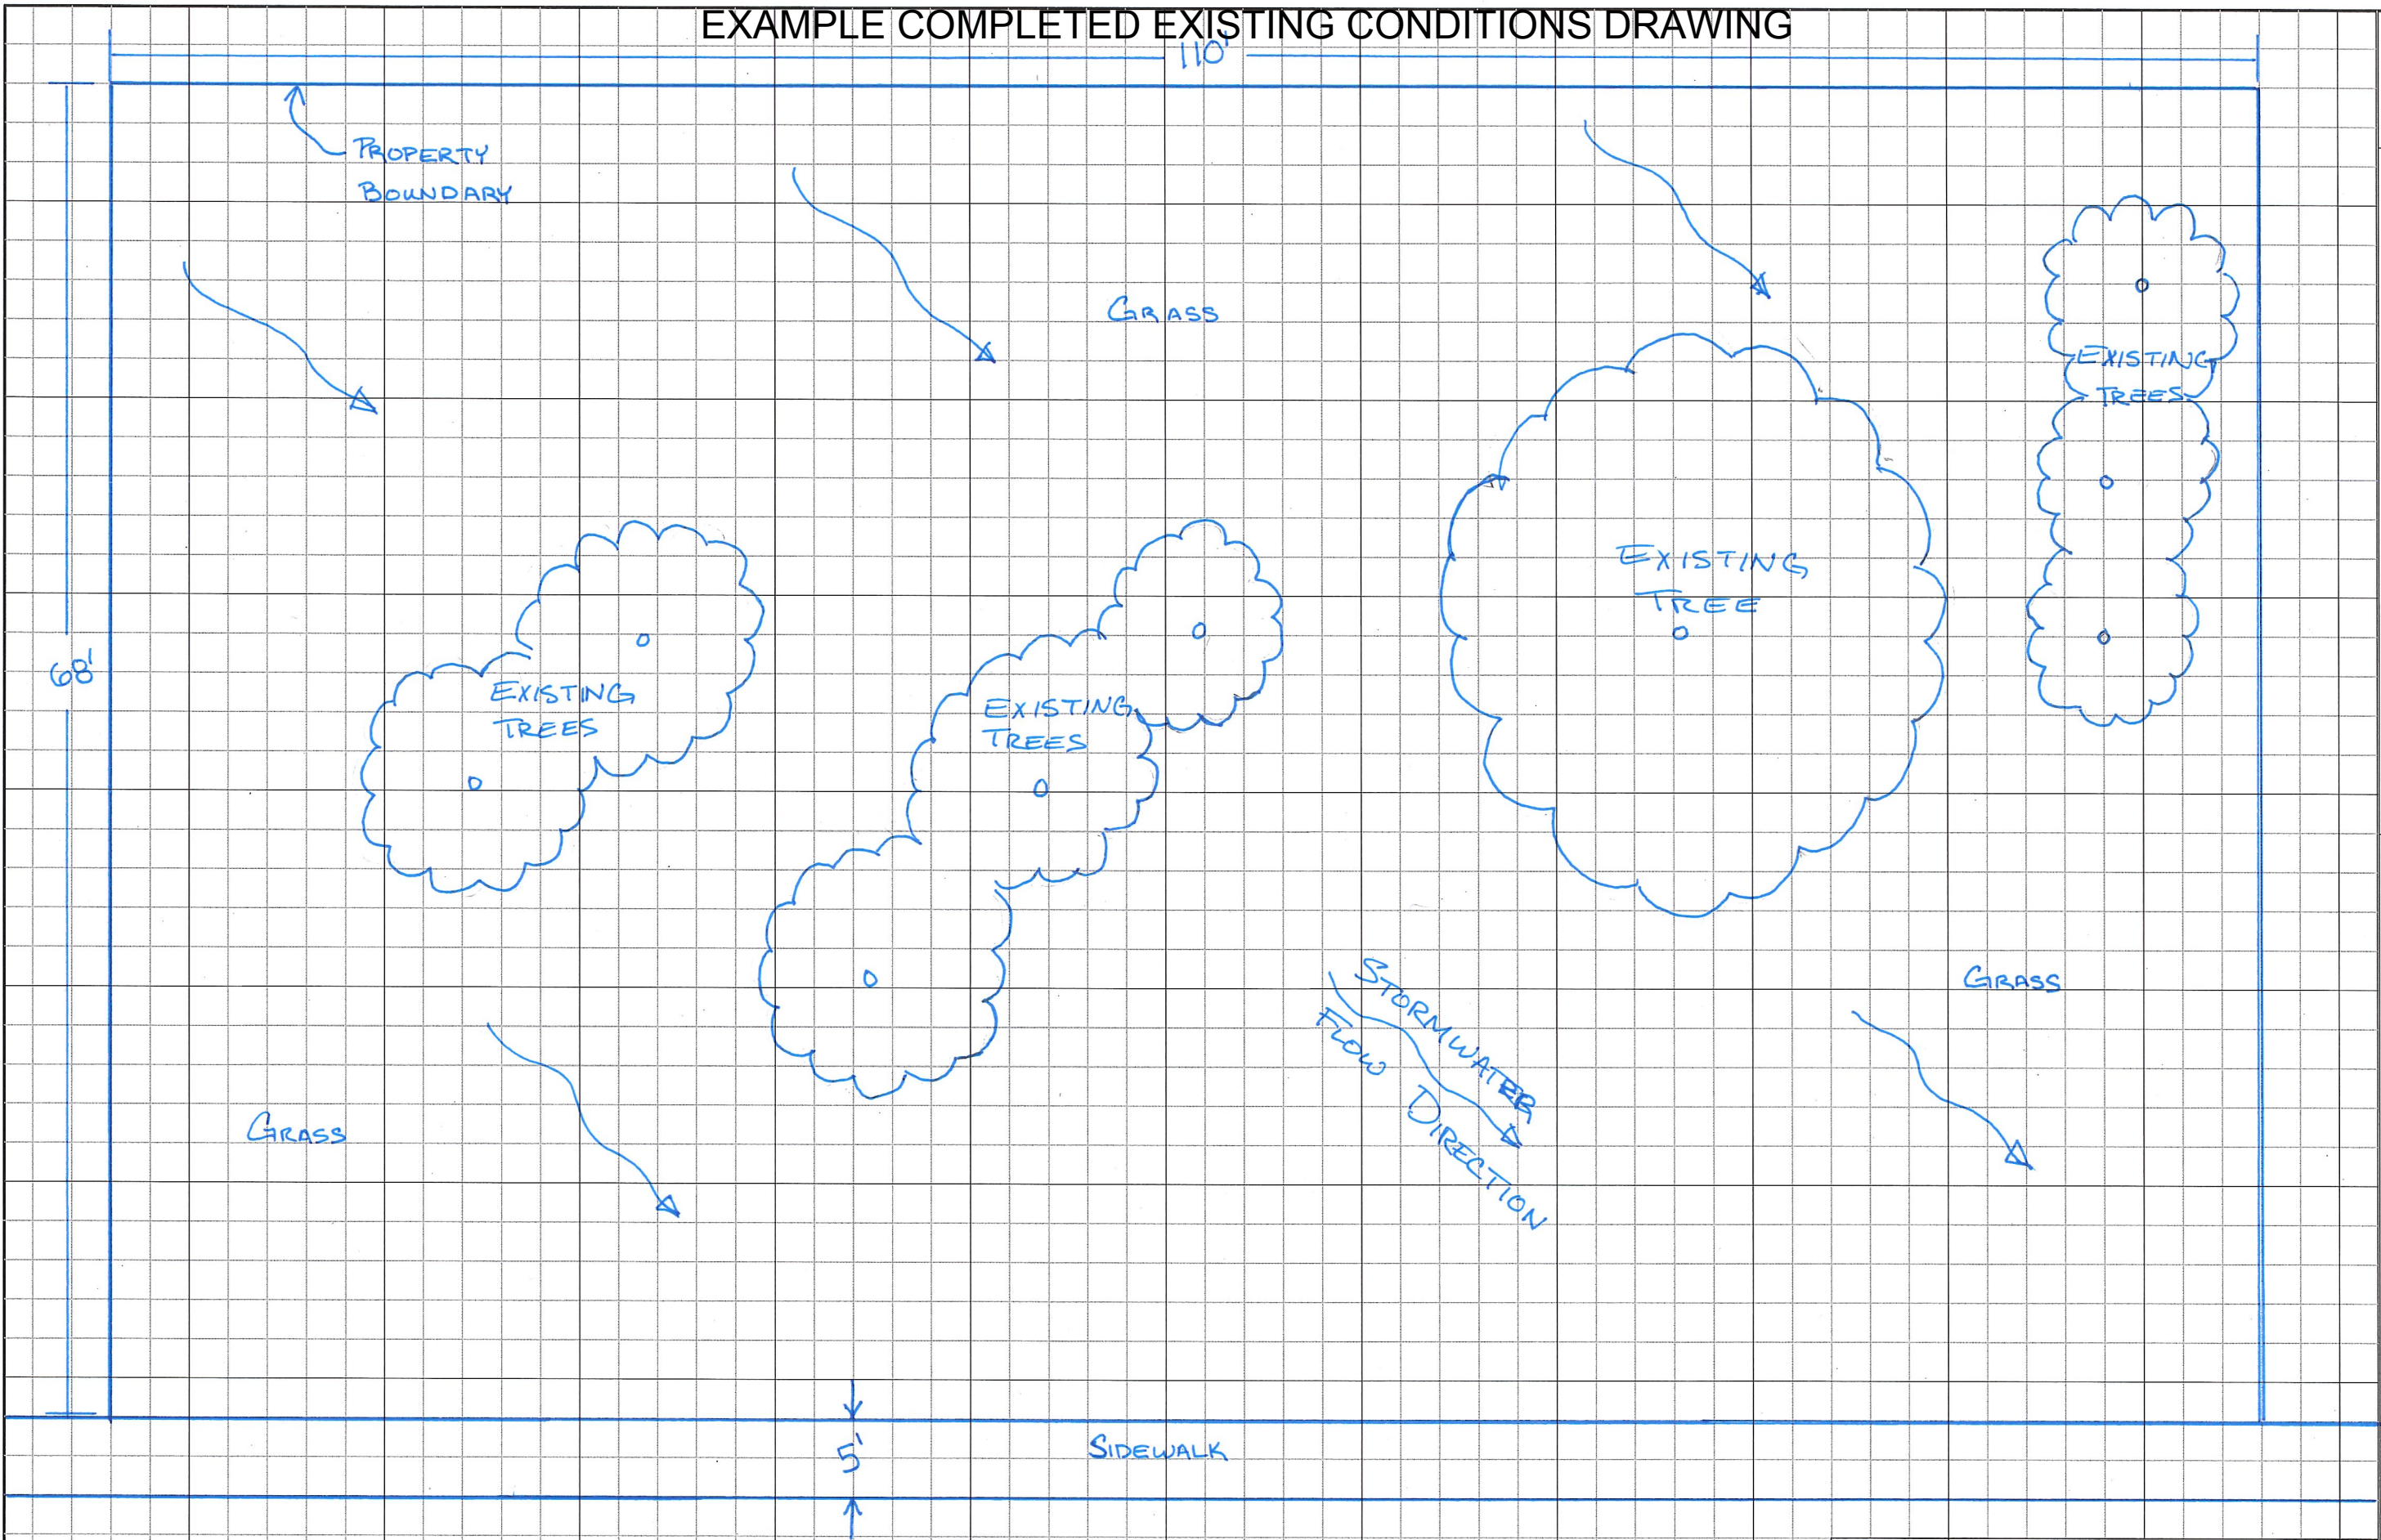 EXAMPLE COMPLETED EXISTING CONDITIONS DRAWING
110'
PROPERTY
BOUNDARY
GRASS
EXISTING
TREES
EXISTING
TREE
68'
EXISTING
TREES
EXISTING
TREES
STORMWATER
FLOW DIRECTION
GRASS
GRASS
5'
SIDEWALK